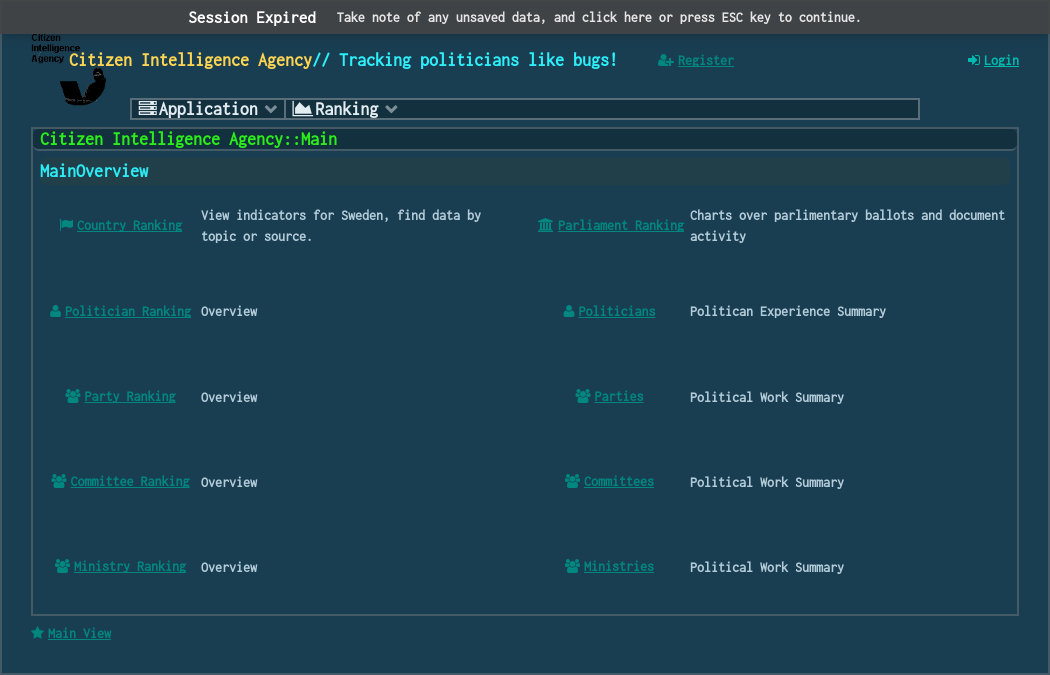 Session Expired Take note of any unsaved data, and click here or press ESC key to continue.
Citizen
Intelligence
Agency
Citizen Intelligence Agency// Tracking politicians like bugs!
Register
Login
Application
Ranking
Citizen Intelligence Agency::Main
MainOverview
Country Ranking
View indicators for Sweden, find data by
topic or source.
Parliament Ranking
Charts over parlimentary ballots and document
activity
Politician Ranking
Overview
Politicians
Politican Experience Summary
Party Ranking
Overview
Parties
Political Work Summary
Committee Ranking
Overview
Committees
Political Work Summary
Ministry Ranking
Overview
Ministries
Political Work Summary
Main View